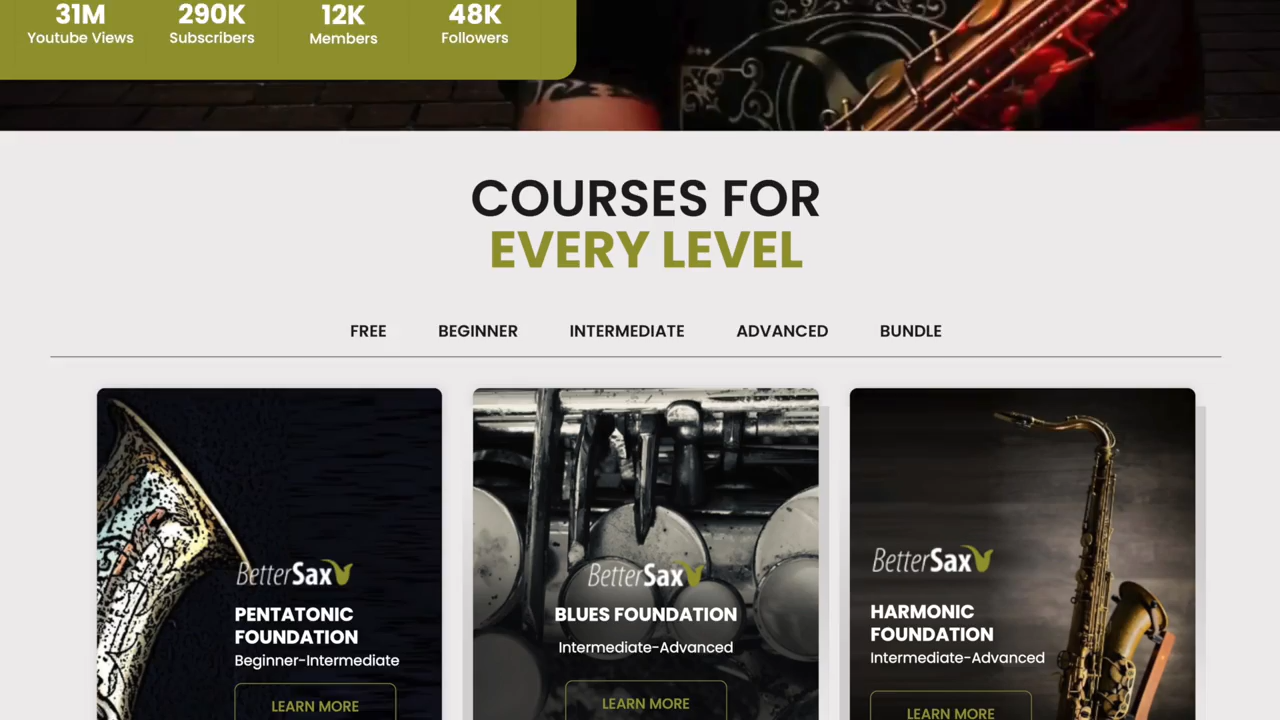 31M
290K
12K
48K
Youtube Views
Subscribers
Members
Followers
COURSES FOR
EVERY LEVEL
FREE
BEGINNER
INTERMEDIATE
ADVANCED
BUNDLE
BetterSax
PENTATONIC
FOUNDATION
Beginner-Intermediate
LEARN MORE
BetterSax
BLUES FOUNDATION
Intermediate-Advanced
LEARN MORE
BetterSax
HARMONIC
FOUNDATION
Intermediate-Advanced
LEARN MORE